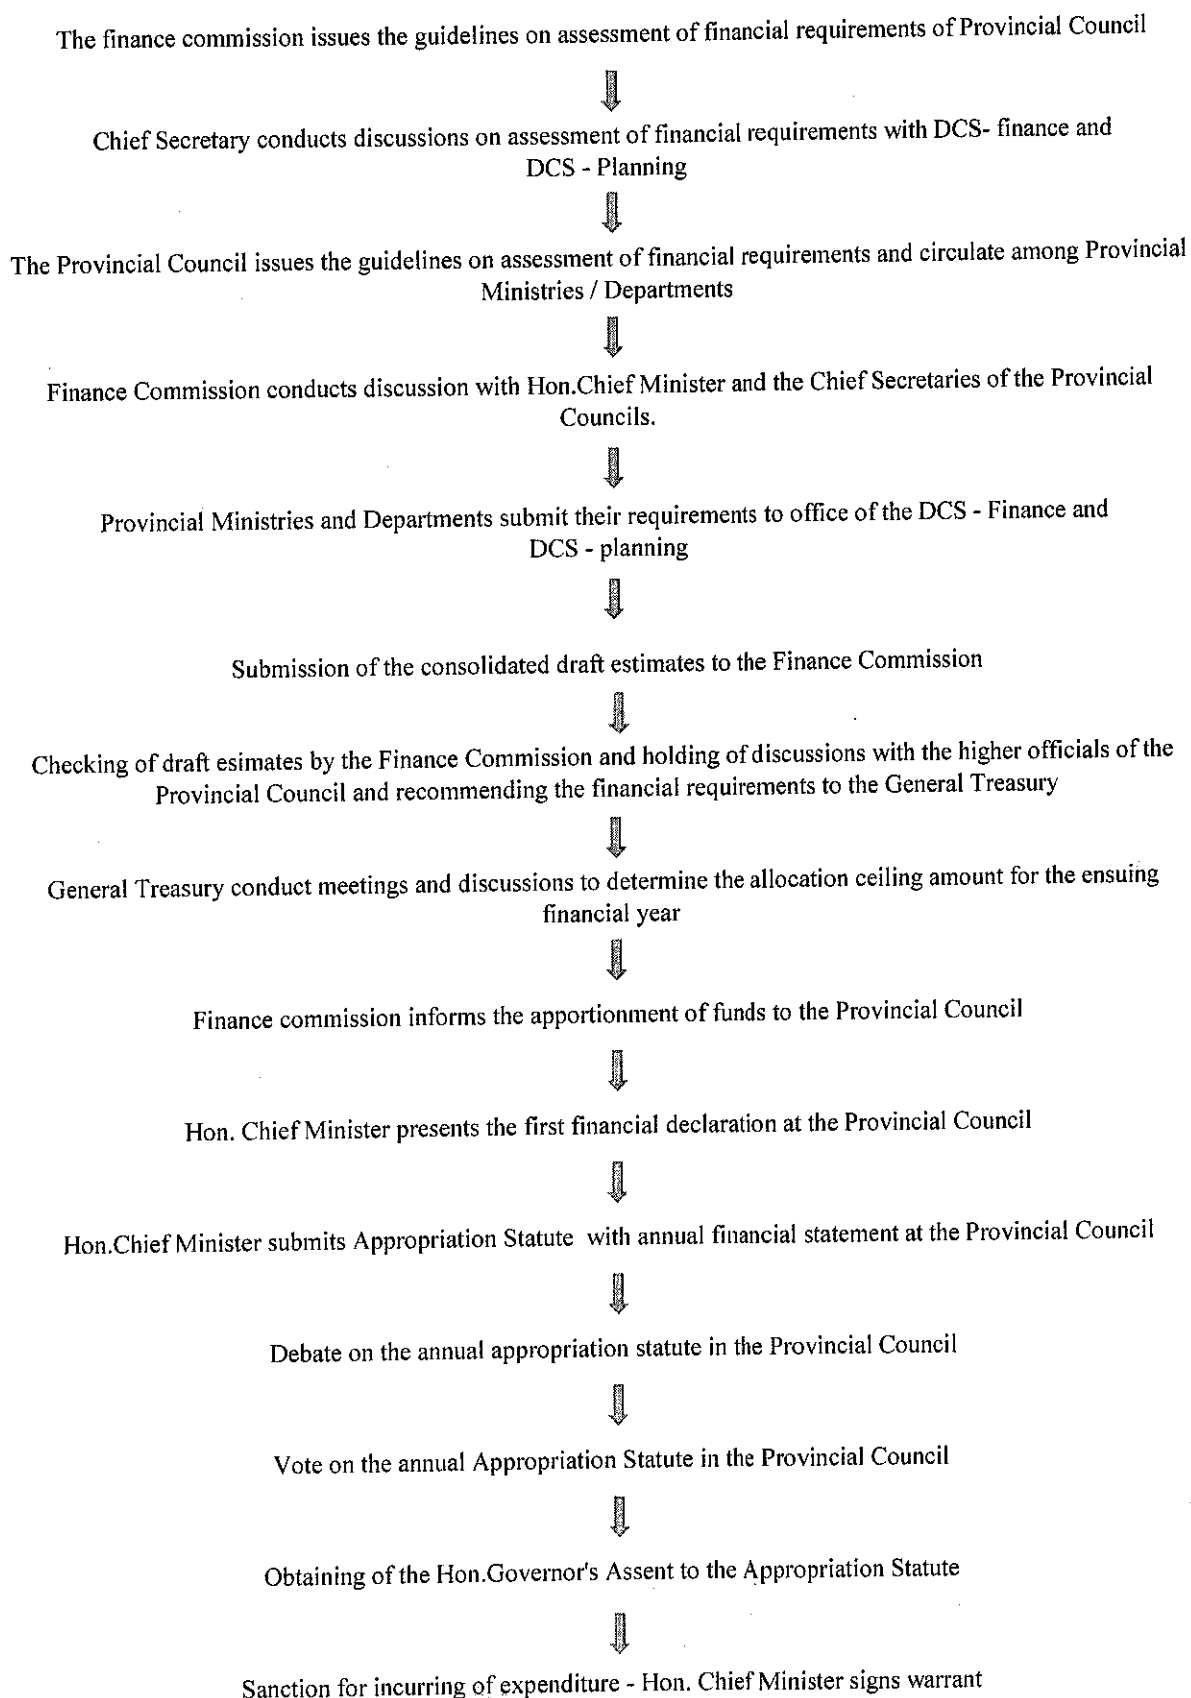 The finance commission issues the guidelines on assessment of financial requirements of Provincial Council
Chief Secretary conducts discussions on assessment of financial requirements with DCS- finance and
DCS - Planning
The Provincial Council issues the guidelines on assessment of financial requirements and circulate among Provincial
Ministries / Departments
Finance Commission conducts discussion with Hon.Chief Minister and the Chief Secretaries of the Provincial
Councils.
Provincial Ministries and Departments submit their requirements to office of the DCS - Finance and
DCS - planning
Submission of the consolidated draft estimates to the Finance Commission
Checking of draft esimates by the Finance Commission and holding of discussions with the higher officials of the
Provincial Council and recommending the financial requirements to the General Treasury
General Treasury conduct meetings and discussions to determine the allocation ceiling amount for the ensuing
financial year
Finance commission informs the apportionment of funds to the Provincial Council
Hon. Chief Minister presents the first financial declaration at the Provincial Council
Hon.Chief Minister submits Appropriation Statute with annual financial statement at the Provincial Council
Debate on the annual appropriation statute in the Provincial Council
Vote on the annual Appropriation Statute in the Provincial Council
Obtaining of the Hon.Governor's Assent to the Appropriation Statute
Sanction for incurring of expenditure - Hon. Chief Minister signs warrant